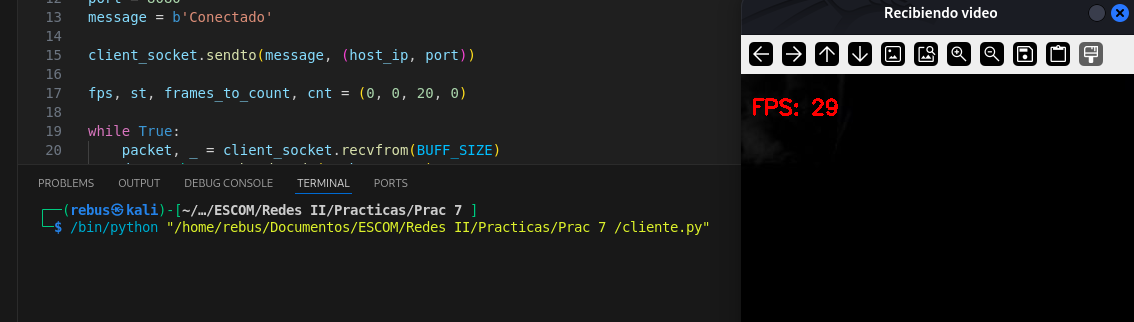 13 message = b'Conectado'
14
15 client_socket.sendto(message, (host_ip, port))
16
17 fps, st, frames_to_count, cnt = (0, 0, 20, 0)
18
19 while True:
20 packet, _ = client_socket.recvfrom(BUFF_SIZE)
PROBLEMS OUTPUT DEBUG CONSOLE TERMINAL PORTS
┌──(rebus㉿kali)-[~/…/ESCOM/Redes II/Practicas/Prac 7 ]
└─$ /bin/python "/home/rebus/Documentos/ESCOM/Redes II/Practicas/Prac 7 /cliente.py"
Recibiendo video
FPS: 29